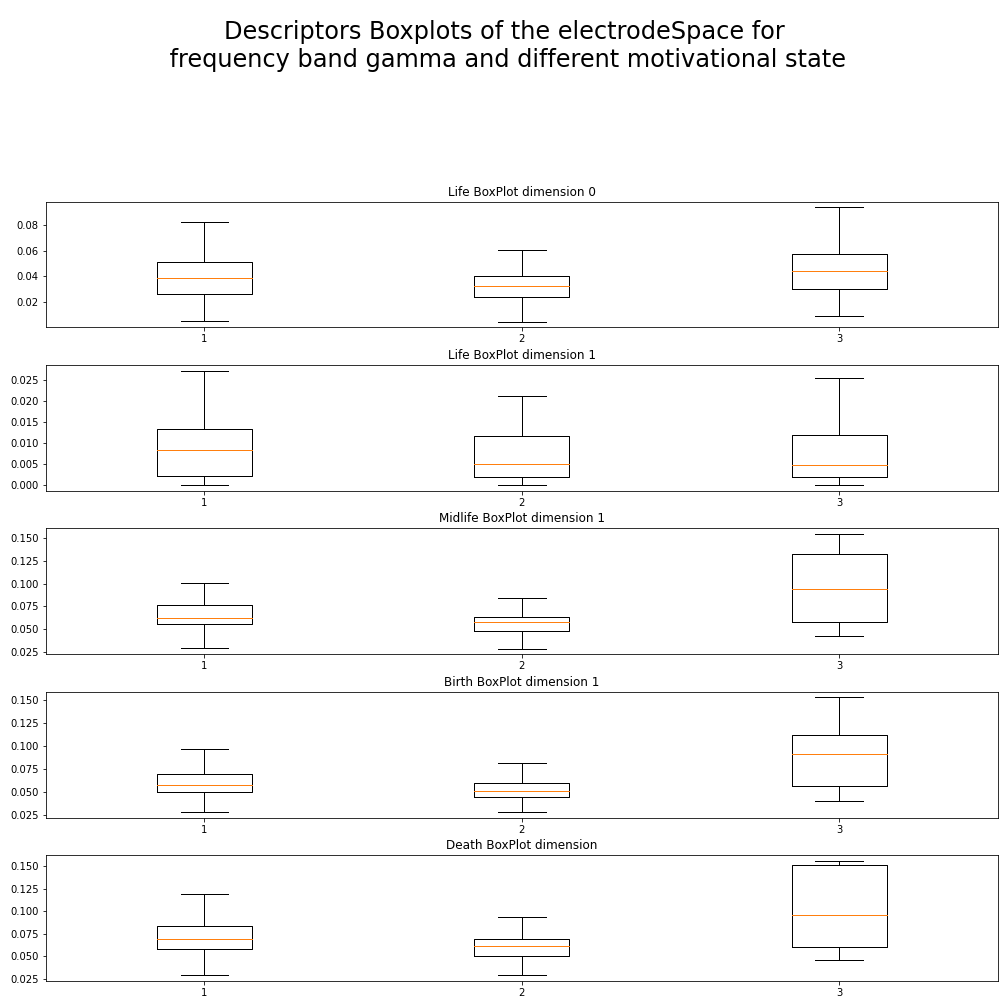 Descriptors Boxplots of the electrodeSpace for
frequency band gamma and different motivational state
Life BoxPlot dimension 0
0.08
0.06
0.04
0.02
1 2 3
Life BoxPlot dimension 1
0.025
0.020
0.015
0.010
0.005
0.000
1 2 3
Midlife BoxPlot dimension 1
0.150
0.125
0.100
0.075
0.050
0.025
1 2 3
Birth BoxPlot dimension 1
0.150
0.125
0.100
0.075
0.050
0.025
1 2 3
Death BoxPlot dimension
0.150
0.125
0.100
0.075
0.050
0.025
1 2 3